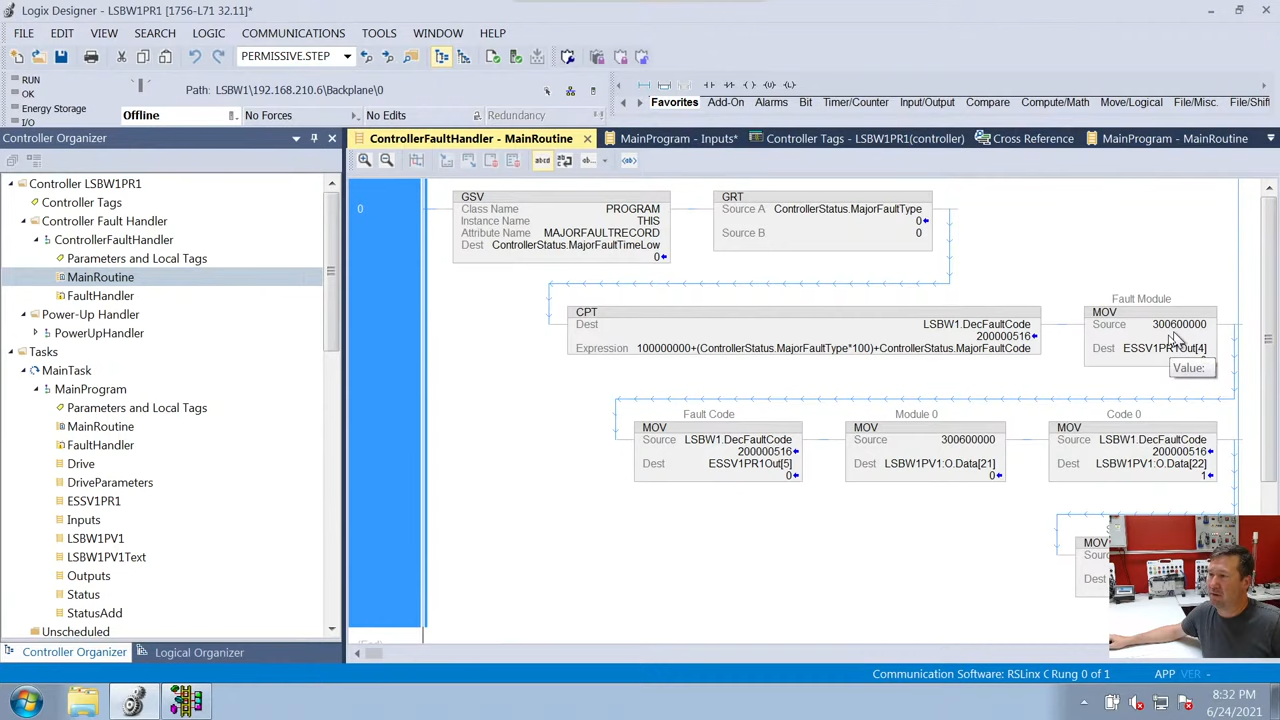 Logix Designer - LSBW1PR1 [1756-L71 32.11]*
FILE EDIT VIEW SEARCH LOGIC COMMUNICATIONS TOOLS WINDOW HELP
PERMISSIVE.STEP
RUN
OK
Energy Storage
I/O
Path: LSBW1\192.168.210.6\Backplane\0
Offline
No Forces
No Edits
Redundancy
Favorites Add-On Alarms Bit Timer/Counter Input/Output Compare Compute/Math Move/Logical File/Misc. File/Shift
Controller Organizer
ControllerFaultHandler - MainRoutine
MainProgram - Inputs*
Controller Tags - LSBW1PR1(controller)
Cross Reference
MainProgram - MainRoutine
Controller LSBW1PR1
Controller Tags
Controller Fault Handler
ControllerFaultHandler
Parameters and Local Tags
MainRoutine
FaultHandler
Power-Up Handler
PowerUpHandler
Tasks
MainTask
MainProgram
Parameters and Local Tags
MainRoutine
FaultHandler
Drive
DriveParameters
ESSV1PR1
Inputs
LSBW1PV1
LSBW1PV1Text
Outputs
Status
StatusAdd
Unscheduled
Controller Organizer
Logical Organizer
0
GSV
Class Name PROGRAM
Instance Name THIS
Attribute Name MAJORFAULTRECORD
Dest ControllerStatus.MajorFaultTimeLow
0
GRT
Source A ControllerStatus.MajorFaultType
0
Source B 0
CPT
Dest LSBW1.DecFaultCode
200000516
Expression 100000000+(ControllerStatus.MajorFaultType*100)+ControllerStatus.MajorFaultCode
Fault Module
MOV
Source 300600000
Dest ESSV1PR1Out[4]
Value:
Fault Code
MOV
Source LSBW1.DecFaultCode
200000516
Dest ESSV1PR1Out[5]
0
Module 0
MOV
Source 300600000
Dest LSBW1PV1:O.Data[21]
0
Code 0
MOV
Source LSBW1.DecFaultCode
200000516
Dest LSBW1PV1:O.Data[22]
1
MOV
Dest
Communication Software: RSLinx
Rung 0 of 1
APP VER -
8:32 PM
6/24/2021